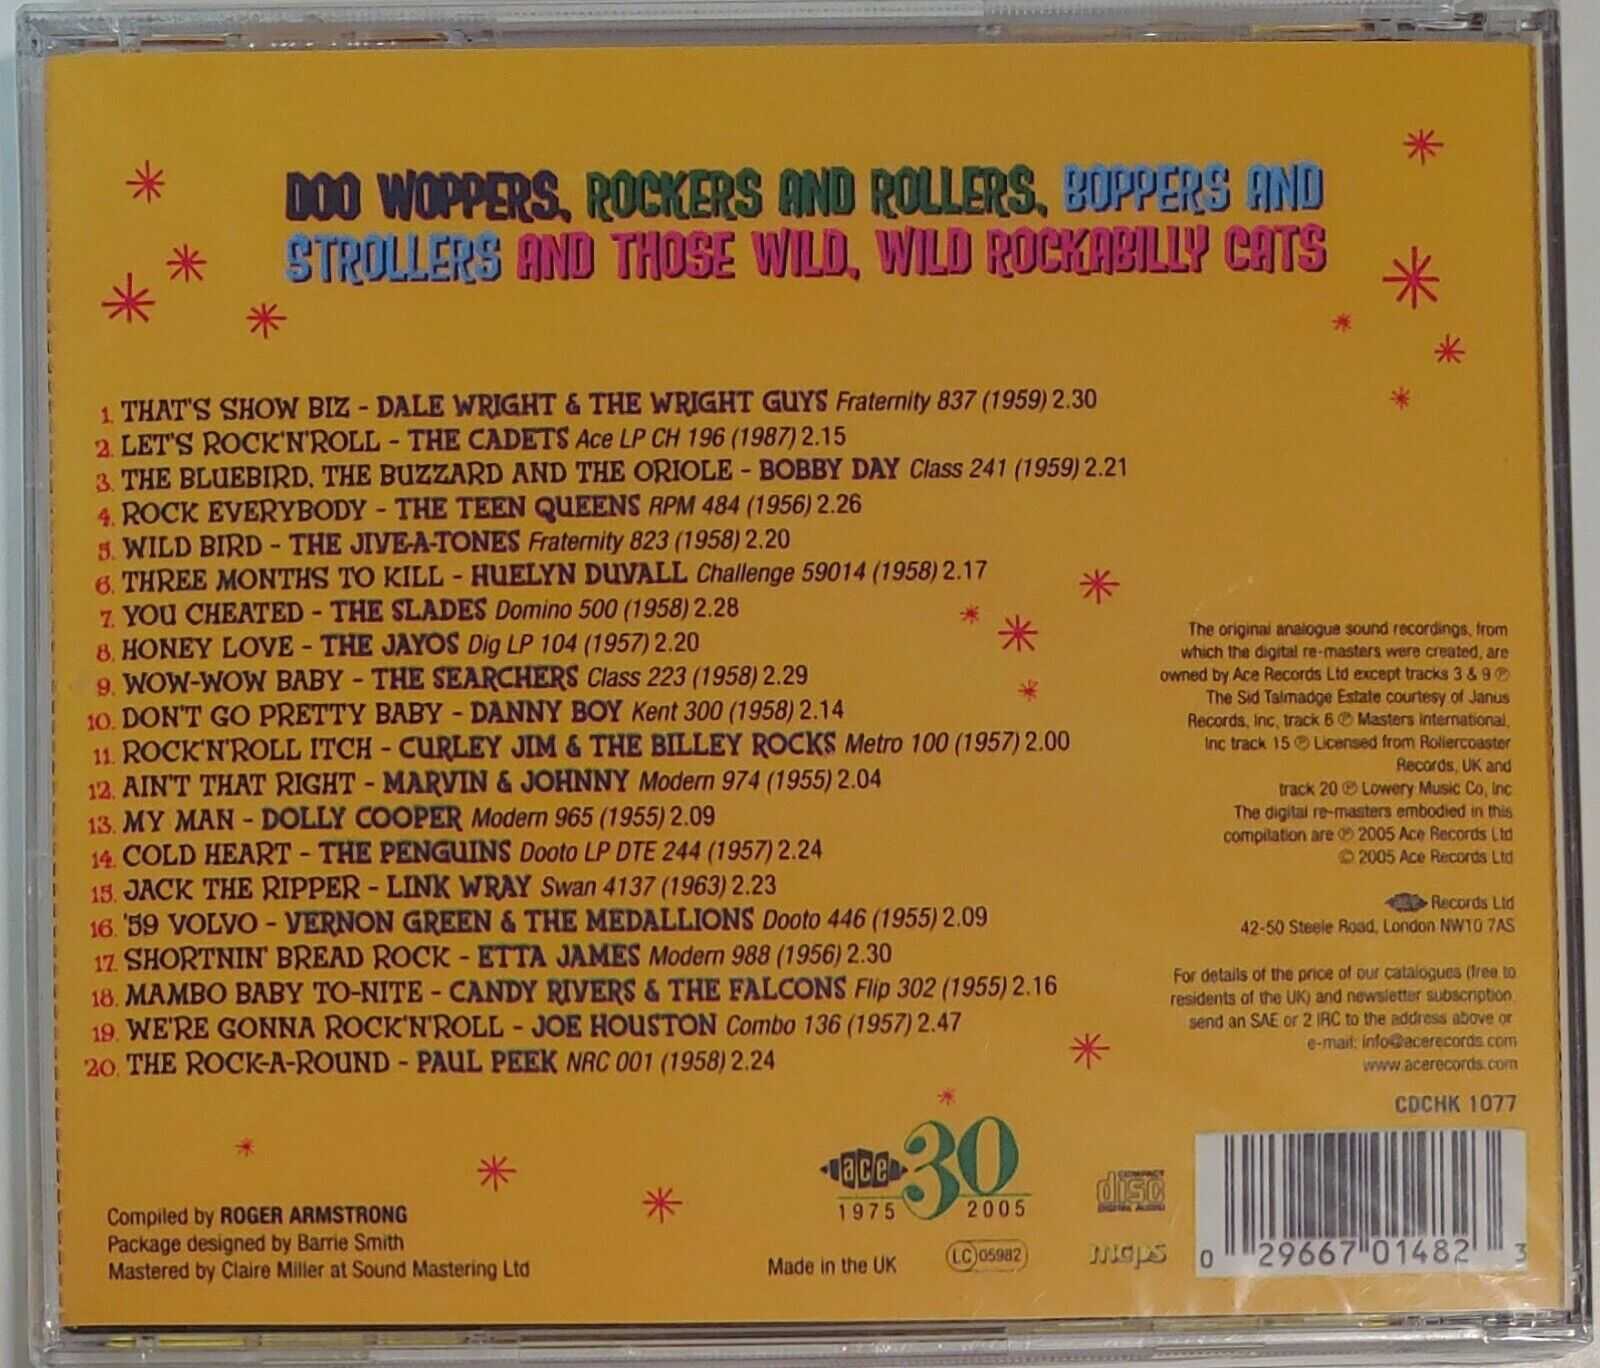 DOO WOPPERS, ROCKERS AND ROLLERS, BOPPERS AND
STROLLERS AND THOSE WILD, WILD ROCKABILLY CATS
1. THAT'S SHOW BIZ - DALE WRIGHT & THE WRIGHT GUYS Fraternity 837 (1959) 2.30
2. LET'S ROCK'N'ROLL - THE CADETS Ace LP CH 196 (1987) 2.15
3. THE BLUEBIRD, THE BUZZARD AND THE ORIOLE - BOBBY DAY Class 241 (1959) 2.21
4. ROCK EVERYBODY - THE TEEN QUEENS RPM 484 (1956) 2.26
5. WILD BIRD - THE JIVE-A-TONES Fraternity 823 (1958) 2.20
6. THREE MONTHS TO KILL - HUELYN DUVALL Challenge 59014 (1958) 2.17
7. YOU CHEATED - THE SLADES Domino 500 (1958) 2.28
8. HONEY LOVE - THE JAYOS Dig LP 104 (1957) 2.20
9. WOW-WOW BABY - THE SEARCHERS Class 223 (1958) 2.29
10. DON'T GO PRETTY BABY - DANNY BOY Kent 300 (1958) 2.14
11. ROCK'N'ROLL ITCH - CURLEY JIM & THE BILLEY ROCKS Metro 100 (1957) 2.00
12. AIN'T THAT RIGHT - MARVIN & JOHNNY Modern 974 (1955) 2.04
13. MY MAN - DOLLY COOPER Modern 965 (1955) 2.09
14. COLD HEART - THE PENGUINS Dooto LP DTE 244 (1957) 2.24
15. JACK THE RIPPER - LINK WRAY Swan 4137 (1963) 2.23
16. '59 VOLVO - VERNON GREEN & THE MEDALLIONS Dooto 446 (1955) 2.09
17. SHORTNIN' BREAD ROCK - ETTA JAMES Modern 988 (1956) 2.30
18. MAMBO BABY TO-NITE - CANDY RIVERS & THE FALCONS Flip 302 (1955) 2.16
19. WE'RE GONNA ROCK'N'ROLL - JOE HOUSTON Combo 136 (1957) 2.47
20. THE ROCK-A-ROUND - PAUL PEEK NRC 001 (1958) 2.24
The original analogue sound recordings, from
which the digital re-masters were created, are
owned by Ace Records Ltd except tracks 3 & 9 ℗
The Sid Talmadge Estate courtesy of Janus
Records, Inc, track 6 ℗ Masters International,
Inc track 15 ℗ Licensed from Rollercoaster
Records, UK and
track 20 ℗ Lowery Music Co, Inc
The digital re-masters embodied in this
compilation are ℗ 2005 Ace Records Ltd
© 2005 Ace Records Ltd
ace Records Ltd
42-50 Steele Road, London NW10 7AS
For details of the price of our catalogues (free to
residents of the UK) and newsletter subscription,
send an SAE or 2 IRC to the address above or
e-mail: info@acerecords.com
www.acerecords.com
CDCHK 1077
Compiled by ROGER ARMSTRONG
Package designed by Barrie Smith
Mastered by Claire Miller at Sound Mastering Ltd
ace 30
1975 2005
Made in the UK
LC 05982
COMPACT
disc
DIGITAL AUDIO
mcps
0 29667 01482 3